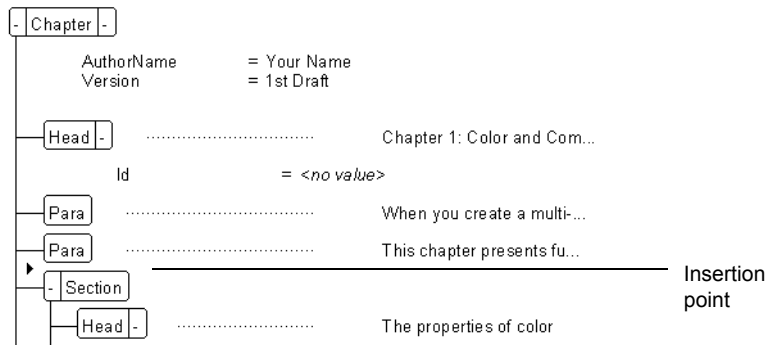 - Chapter -
AuthorName = Your Name
Version = 1st Draft
Head - ................................ Chapter 1: Color and Com...
Id = <no value>
Para .................................... When you create a multi-...
Para .................................... This chapter presents fu...
Insertion
point
- Section
Head - .......................... The properties of color